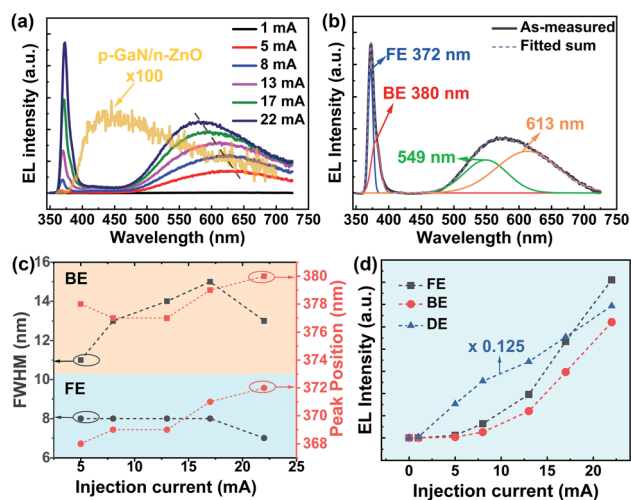 (a)
EL intensity (a.u.)
p-GaN/n-ZnO
x100
1 mA
5 mA
8 mA
13 mA
17 mA
22 mA
350 400 450 500 550 600 650 700 750
Wavelength (nm)
(b)
EL intensity (a.u.)
As-measured
Fitted sum
FE 372 nm
BE 380 nm
549 nm
613 nm
350 400 450 500 550 600 650 700 750
Wavelength (nm)
(c)
BE
FE
FWHM (nm)
16
14
12
10
8
6
Peak Position (nm)
380
378
376
374
372
370
368
5 10 15 20 25
Injection current (mA)
(d)
EL Intensity (a.u.)
FE
BE
DE
x 0.125
0 5 10 15 20
Injection current (mA)